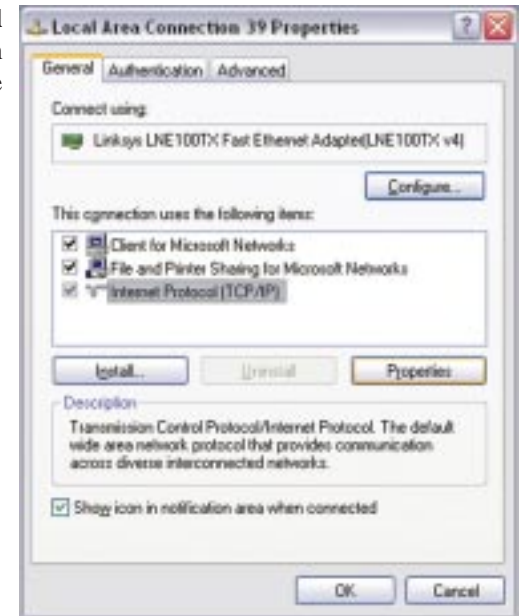 Local Area Connection 39 Properties
General Authentication Advanced
Connect using:
Linksys LNE100TX Fast Ethernet Adapter(LNE100TX v4)
Configure...
This connection uses the following items:
Client for Microsoft Networks
File and Printer Sharing for Microsoft Networks
Internet Protocol (TCP/IP)
Install... Uninstall Properties
Description
Transmission Control Protocol/Internet Protocol. The default
wide area network protocol that provides communication
across diverse interconnected networks.
Show icon in notification area when connected
OK Cancel